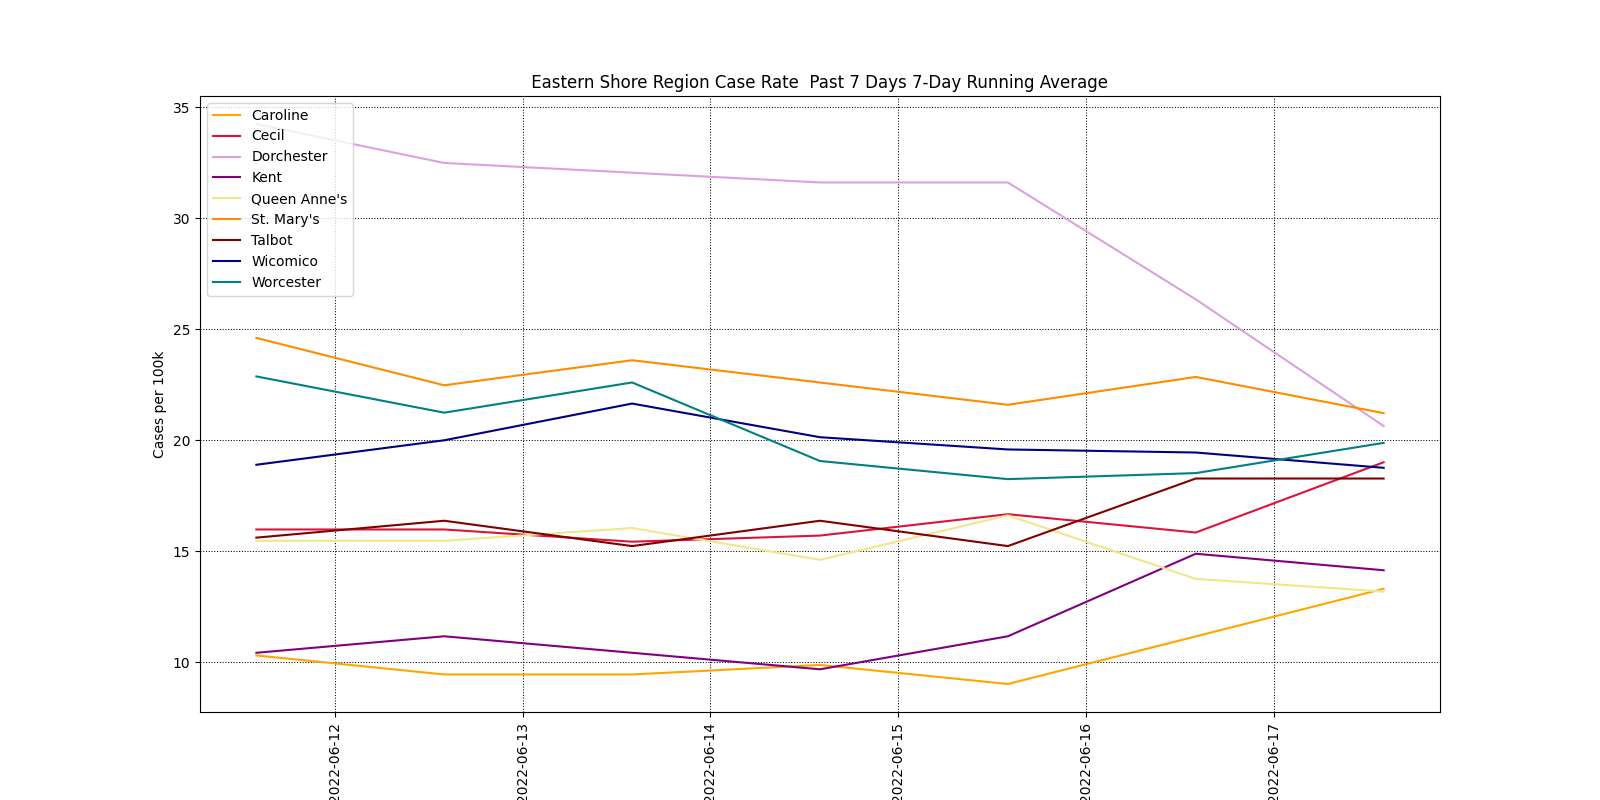 Eastern Shore Region Case Rate  Past 7 Days 7-Day Running Average
35
30
25
20
15
10
Cases per 100k
Caroline
Cecil
Dorchester
Kent
Queen Anne's
St. Mary's
Talbot
Wicomico
Worcester
2022-06-12
2022-06-13
2022-06-14
2022-06-15
2022-06-16
2022-06-17